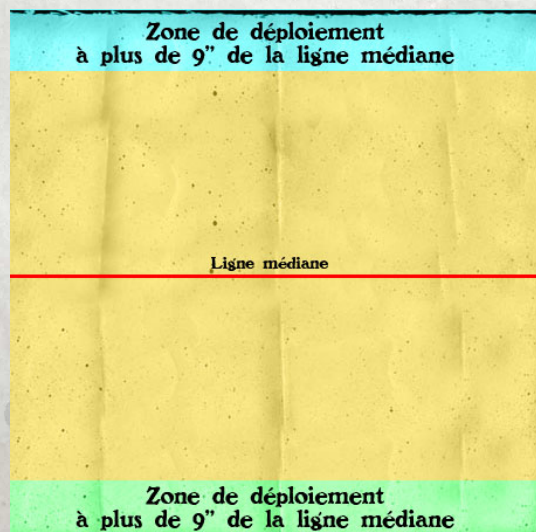 Zone de déploiement
à plus de 9" de la ligne médiane
Ligne médiane
Zone de déploiement
à plus de 9" de la ligne médiane